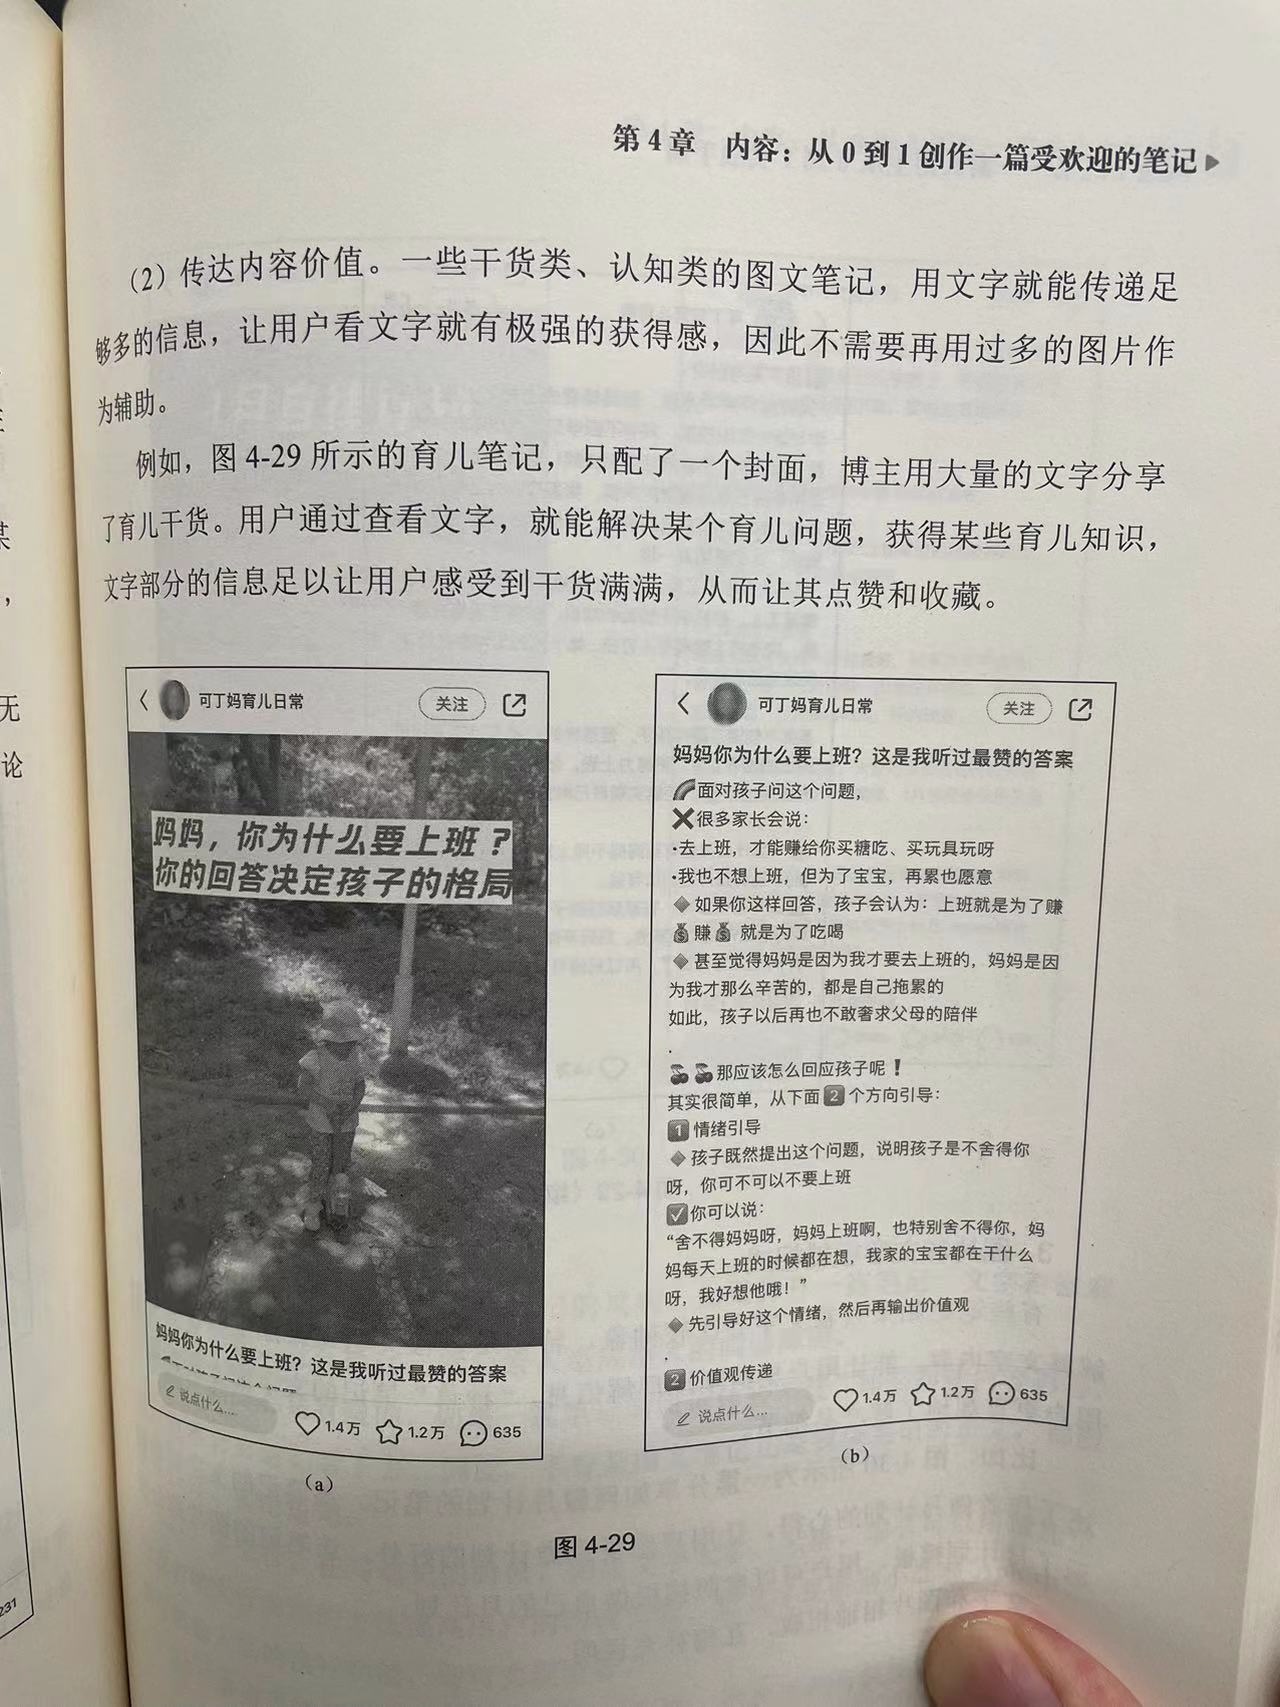 第4章 内容：从0到1创作一篇受欢迎的笔记
（2）传达内容价值。一些干货类、认知类的图文笔记，用文字就能传递足
够多的信息，让用户看文字就有极强的获得感，因此不需要再用过多的图片作
为辅助。
例如，图 4-29 所示的育儿笔记，只配了一个封面，博主用大量的文字分享
了育儿干货。用户通过查看文字，就能解决某个育儿问题，获得某些育儿知识，
文字部分的信息足以让用户感受到干货满满，从而让其点赞和收藏。
无
论
231
可丁妈育儿日常 关注
妈妈，你为什么要上班？
你的回答决定孩子的格局
妈妈你为什么要上班？这是我听过最赞的答案
说点什么... 1.4万 1.2万 635
（a）
可丁妈育儿日常 关注
妈妈你为什么要上班？这是我听过最赞的答案
🌈面对孩子问这个问题，
❌很多家长会说：
·去上班，才能赚给你买糖吃、买玩具玩呀
·我也不想上班，但为了宝宝，再累也愿意
🔸如果你这样回答，孩子会认为：上班就是为了赚
💰赚💰就是为了吃喝
🔸甚至觉得妈妈是因为我才要去上班的，妈妈是因
为我才那么辛苦的，都是自己拖累的
如此，孩子以后再也不敢奢求父母的陪伴
.
🍒🍒那应该怎么回应孩子呢❗
其实很简单，从下面2️⃣个方向引导：
1️⃣情绪引导
🔸孩子既然提出这个问题，说明孩子是不舍得你
呀，你可不可以不要上班
✅你可以说：
“舍不得妈妈呀，妈妈上班啊，也特别舍不得你，妈
妈每天上班的时候都在想，我家的宝宝都在干什么
呀，我好想他哦！”
🔸先引导好这个情绪，然后再输出价值观
.
2️⃣价值观传递
说点什么... 1.4万 1.2万 635
（b）
图 4-29